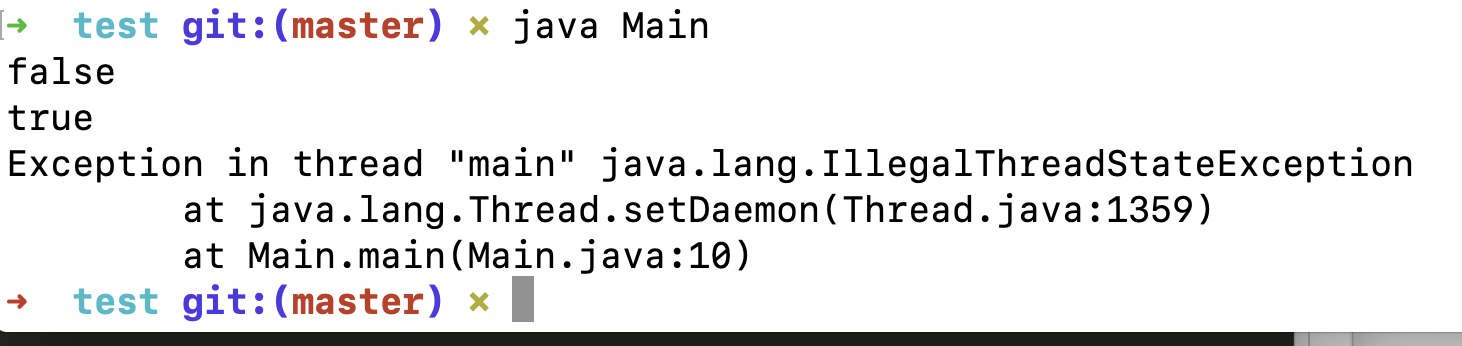 ➜  test git:(master) ✗ java Main
false
true
Exception in thread "main" java.lang.IllegalThreadStateException
        at java.lang.Thread.setDaemon(Thread.java:1359)
        at Main.main(Main.java:10)
➜  test git:(master) ✗